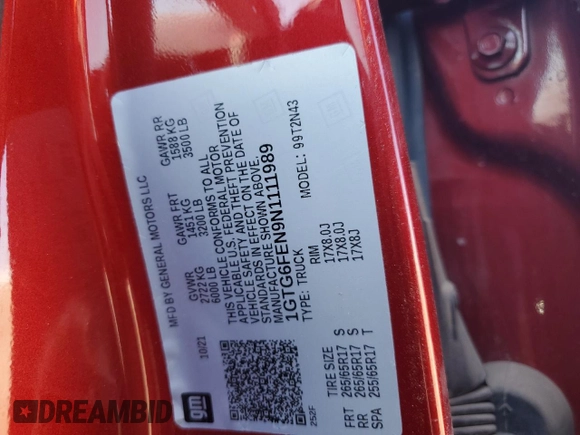 MFD BY GENERAL MOTORS LLC
10/21
GVWR GAWR FRT GAWR RR
2722 KG 1451 KG 1588 KG
6000 LB 3200 LB 3500 LB
THIS VEHICLE CONFORMS TO ALL
APPLICABLE U.S. FEDERAL MOTOR
VEHICLE SAFETY AND THEFT PREVENTION
STANDARDS IN EFFECT ON THE DATE OF
MANUFACTURE SHOWN ABOVE.
1GTG6FEN9N1111989
TYPE: TRUCK MODEL: 99T2N43
TIRE SIZE RIM
FRT 265/65R17 S 17X8.0J
RR 265/65R17 S 17X8.0J
SPA 255/65R17 T 17X8J
gm
252F
DREAMBID